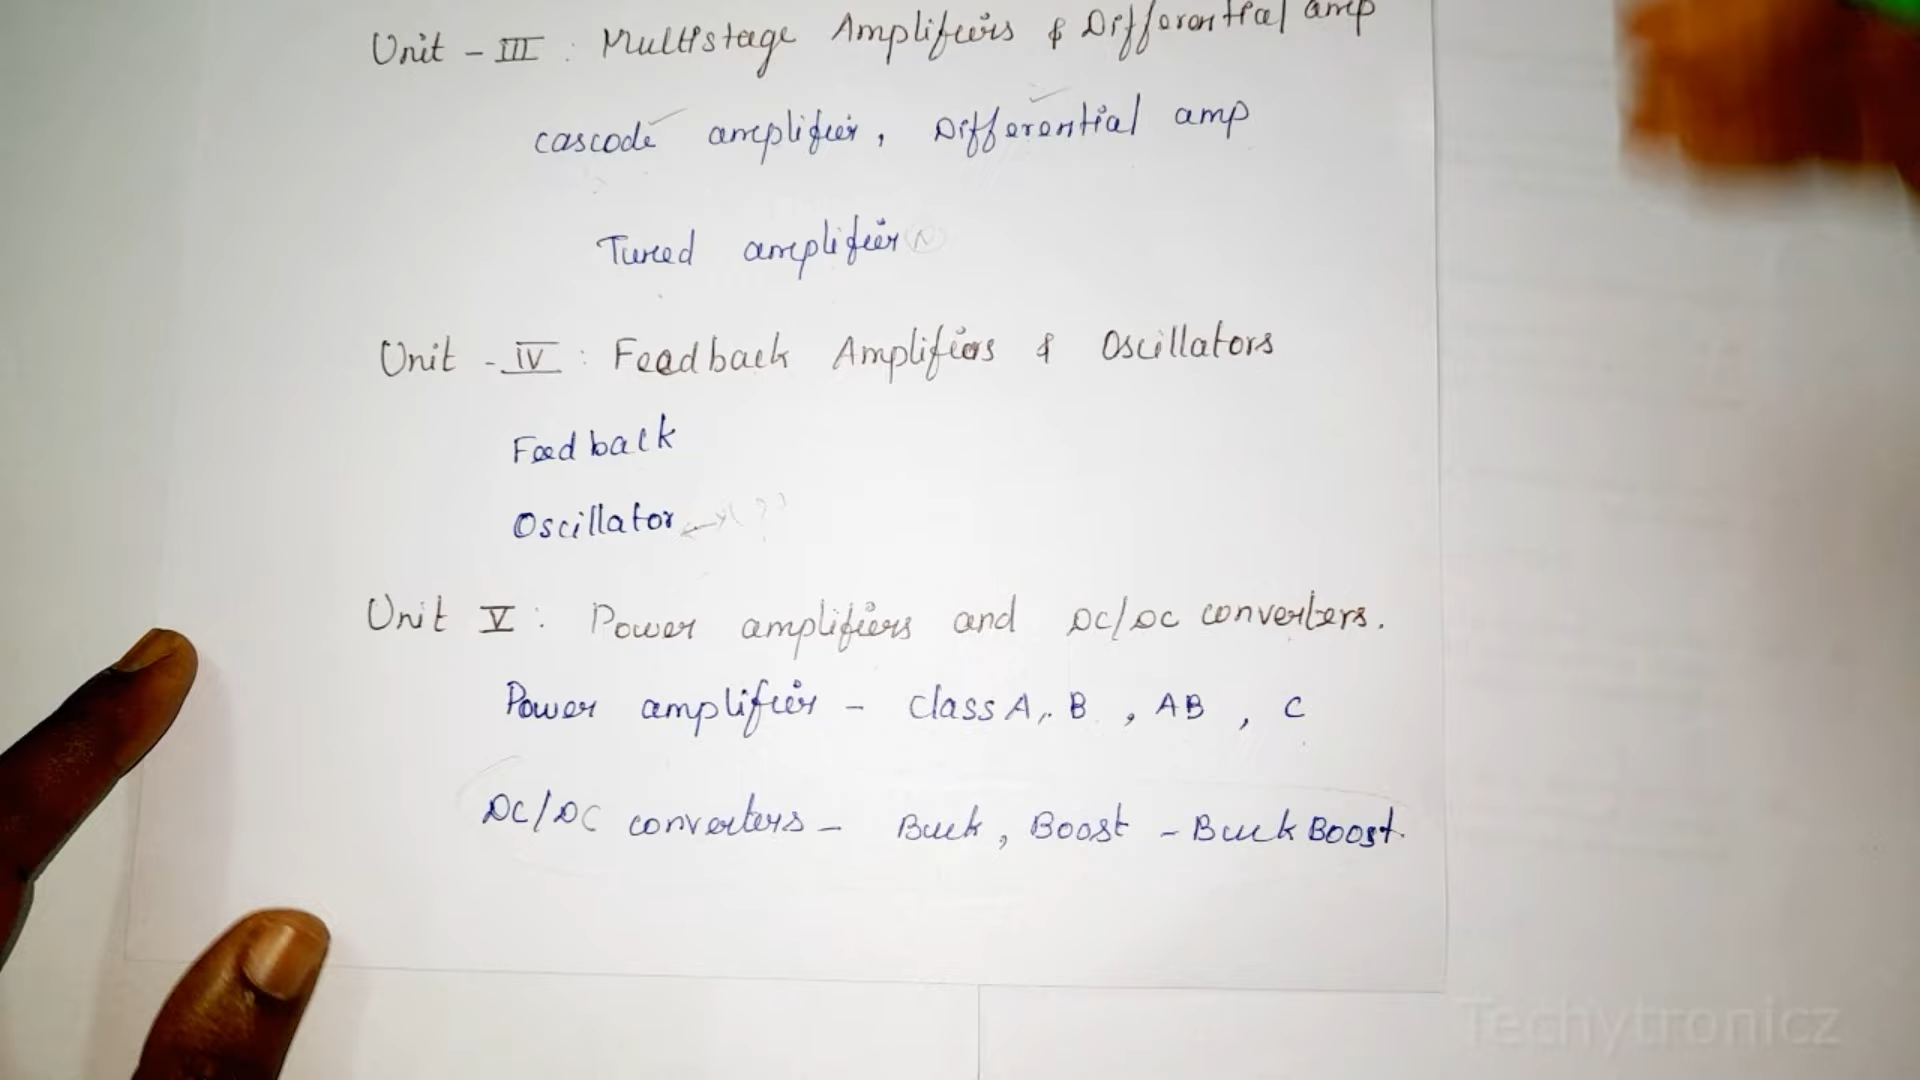 Unit - III : Multistage Amplifiers & Differential amp
cascode amplifier, Differential amp
Tuned amplifier
Unit - IV : Feedback Amplifiers & Oscillators
Feedback
Oscillator
Unit V : Power amplifiers and DC/DC converters.
Power amplifier - class A, B , AB , C
DC/DC converters - Buck, Boost - Buck Boost.
Techytronicz